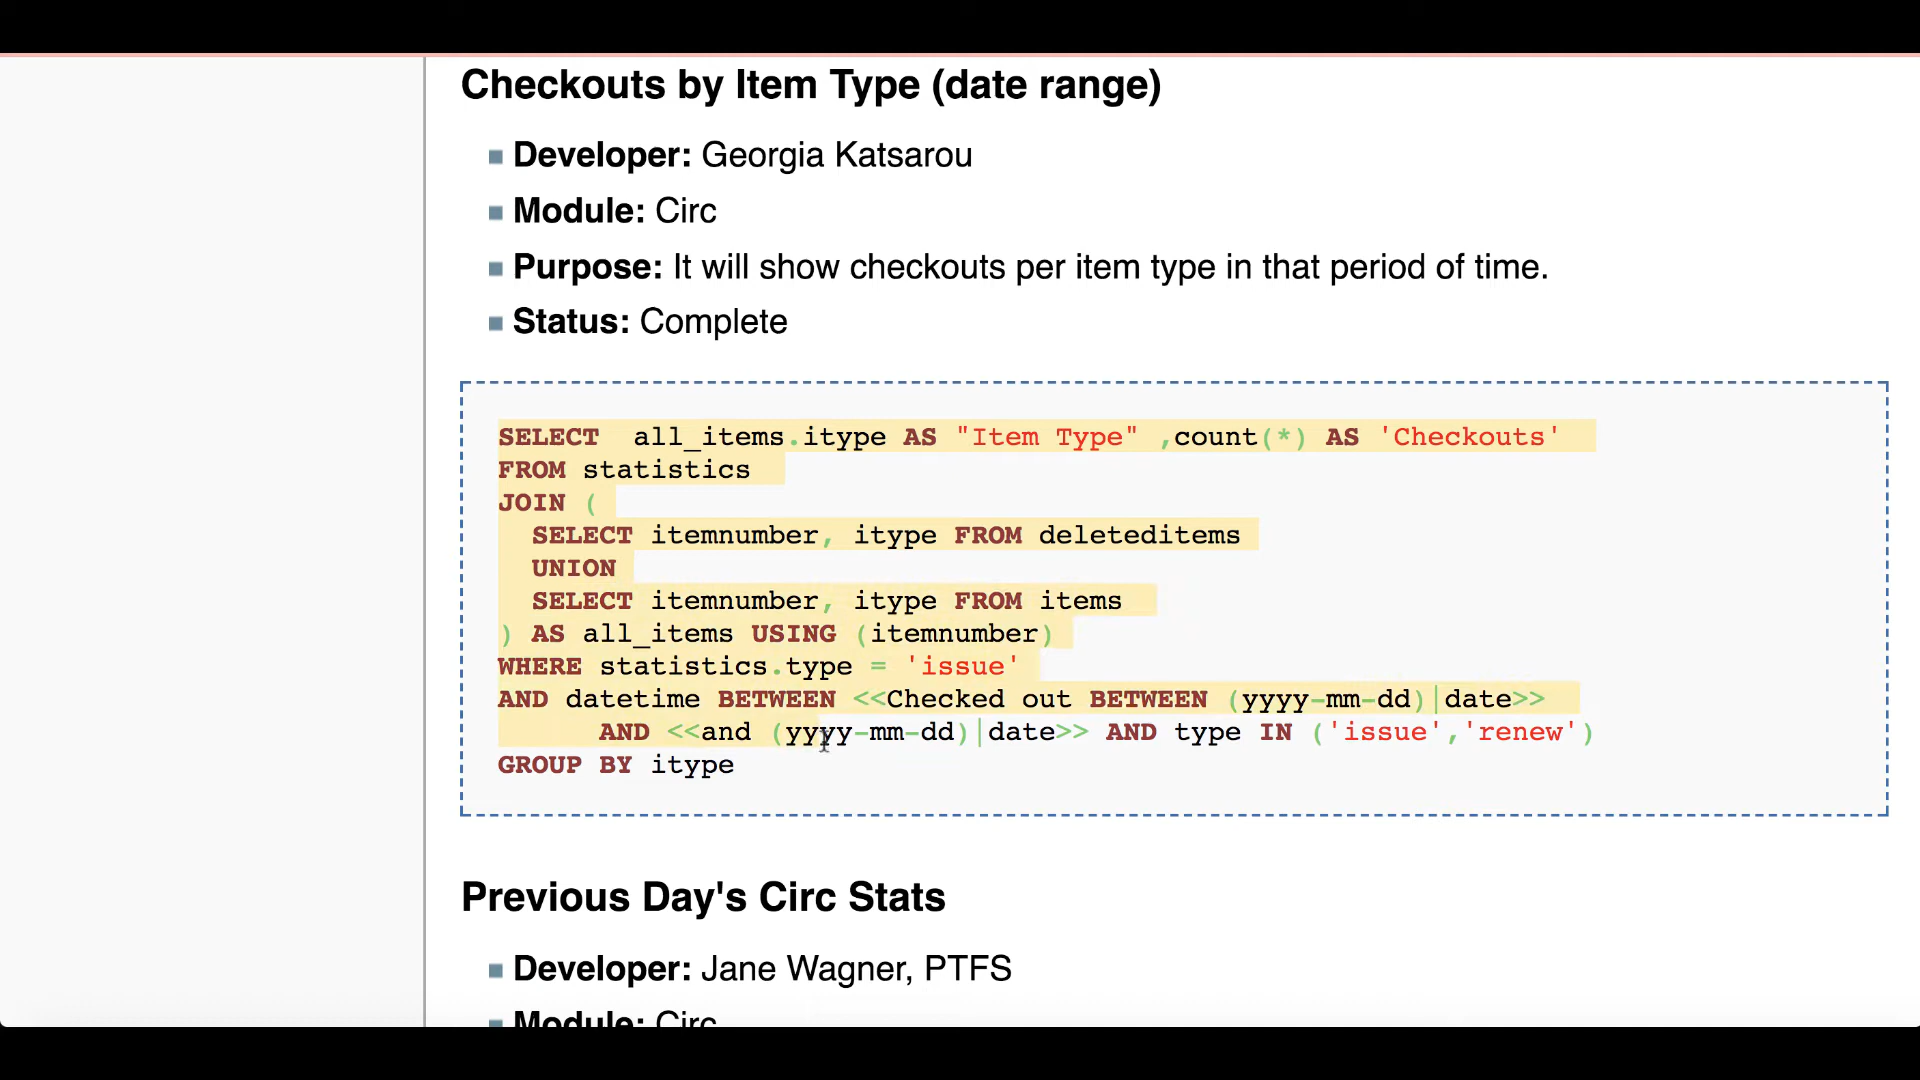 Checkouts by Item Type (date range)
Developer: Georgia Katsarou
Module: Circ
Purpose: It will show checkouts per item type in that period of time.
Status: Complete
SELECT  all_items.itype AS "Item Type" ,count(*) AS 'Checkouts'
FROM statistics
JOIN (
  SELECT itemnumber, itype FROM deleteditems
  UNION
  SELECT itemnumber, itype FROM items
) AS all_items USING (itemnumber)
WHERE statistics.type = 'issue'
AND datetime BETWEEN <<Checked out BETWEEN (yyyy-mm-dd)|date>>
      AND <<and (yyyy-mm-dd)|date>> AND type IN ('issue','renew')
GROUP BY itype
Previous Day's Circ Stats
Developer: Jane Wagner, PTFS
Module: Circ